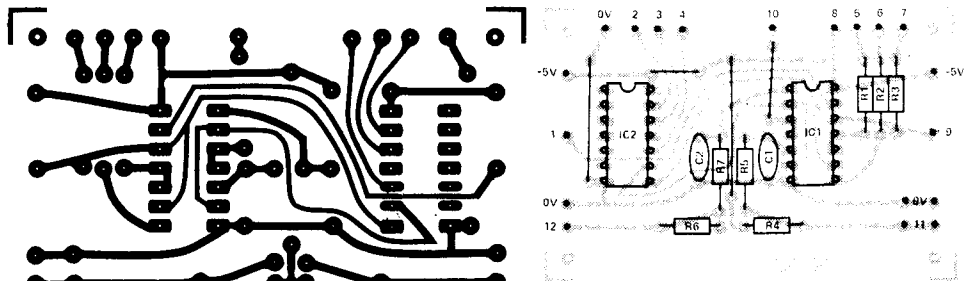 0V 2 3 4 10 8 5 6 7
-5V -5V
R1 R2 R3
1 IC2 IC1 9
C2 R7 R5 C1
0V 0V
12 R6 R4 11